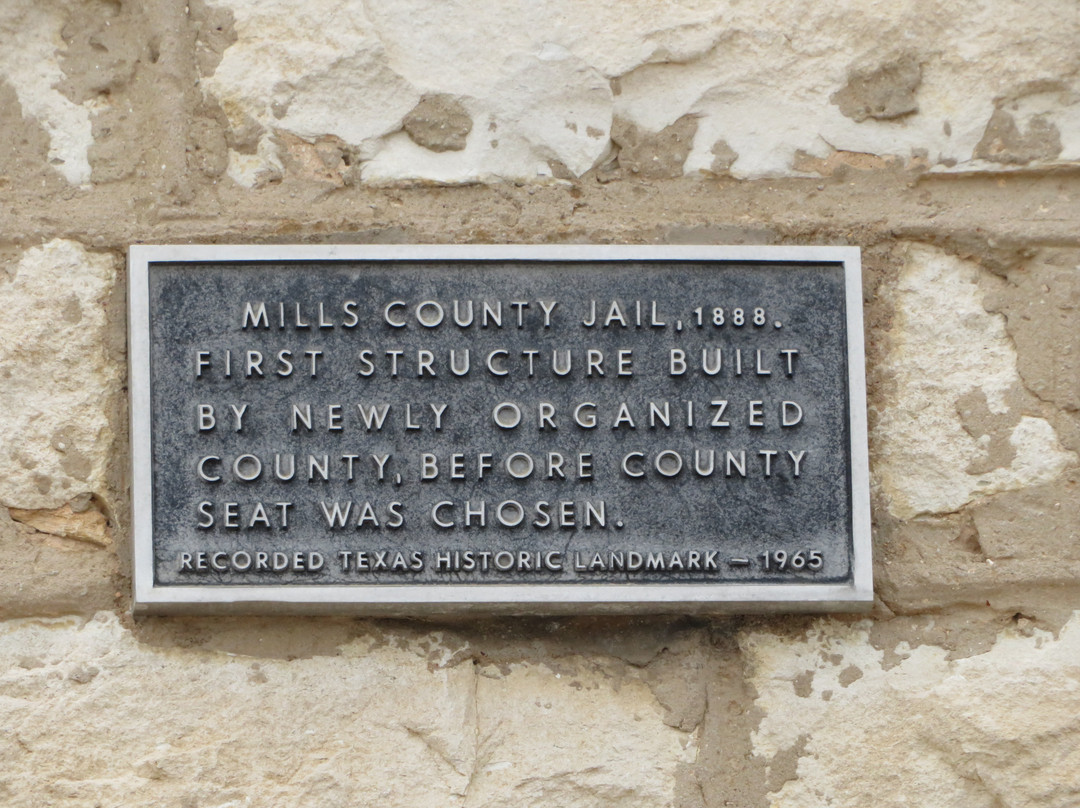 MILLS COUNTY JAIL, 1888.
FIRST STRUCTURE BUILT
BY NEWLY ORGANIZED
COUNTY, BEFORE COUNTY
SEAT WAS CHOSEN.
RECORDED TEXAS HISTORIC LANDMARK — 1965